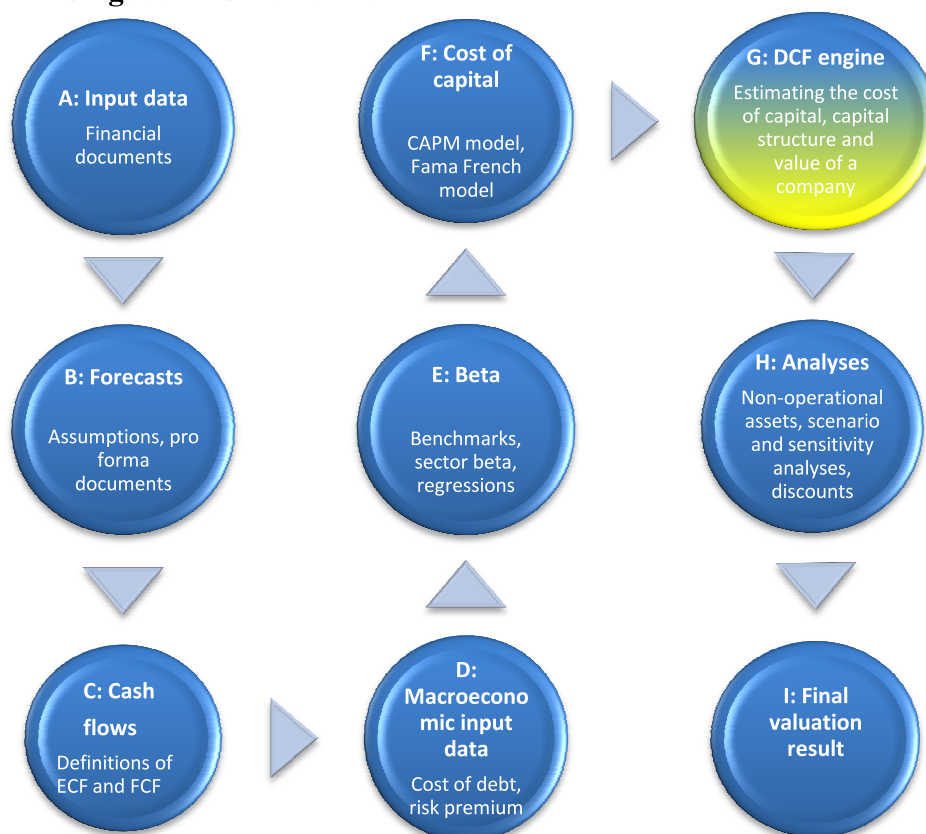 A: Input data
Financial
documents
B: Forecasts
Assumptions, pro
forma
documents
C: Cash
flows
Definitions of
ECF and FCF
D:
Macroecono
mic input
data
Cost of debt,
risk premium
E: Beta
Benchmarks,
sector beta,
regressions
F: Cost of
capital
CAPM model,
Fama French
model
G: DCF engine
Estimating the cost
of capital, capital
structure and
value of a
company
H: Analyses
Non-operational
assets, scenario
and sensitivity
analyses,
discounts
I: Final
valuation
result